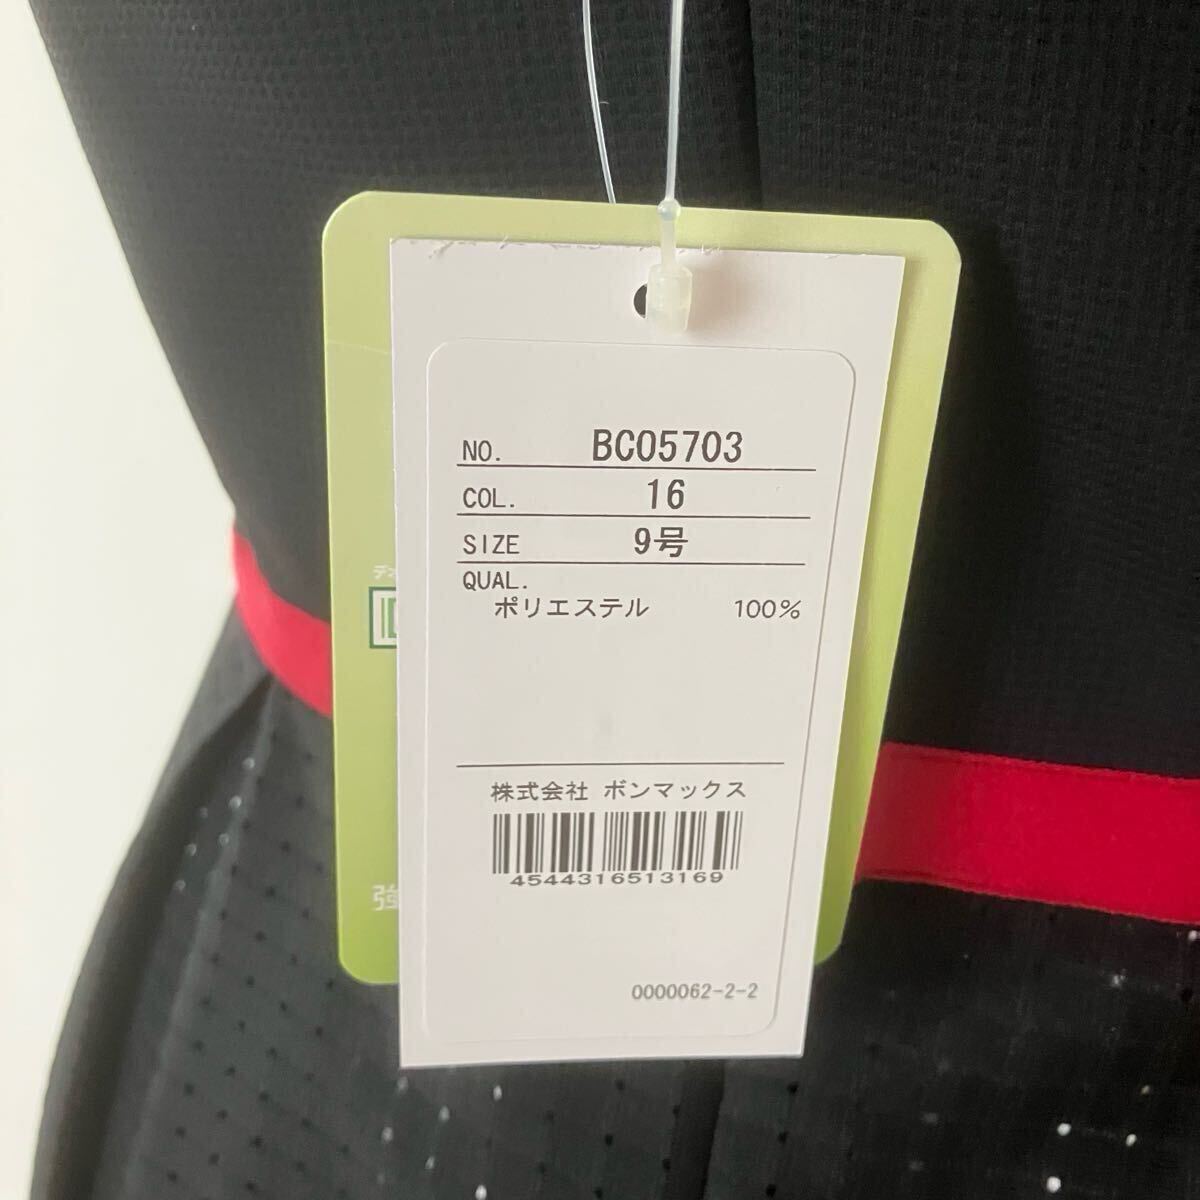 NO. BC05703
COL. 16
SIZE 9号
QUAL.
ポリエステル 100%
株式会社 ボンマックス
4544316513169
0000062-2-2
強